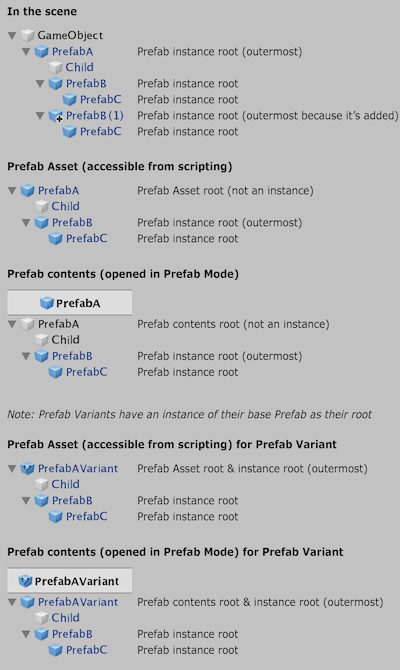 In the scene
GameObject
PrefabA Prefab instance root (outermost)
Child
PrefabB Prefab instance root
PrefabC Prefab instance root
PrefabB (1) Prefab instance root (outermost because it's added)
PrefabC Prefab instance root
Prefab Asset (accessible from scripting)
PrefabA Prefab Asset root (not an instance)
Child
PrefabB Prefab instance root (outermost)
PrefabC Prefab instance root
Prefab contents (opened in Prefab Mode)
PrefabA
PrefabA Prefab contents root (not an instance)
Child
PrefabB Prefab instance root (outermost)
PrefabC Prefab instance root
Note: Prefab Variants have an instance of their base Prefab as their root
Prefab Asset (accessible from scripting) for Prefab Variant
PrefabAVariant Prefab Asset root & instance root (outermost)
Child
PrefabB Prefab instance root
PrefabC Prefab instance root
Prefab contents (opened in Prefab Mode) for Prefab Variant
PrefabAVariant
PrefabAVariant Prefab contents root & instance root (outermost)
Child
PrefabB Prefab instance root
PrefabC Prefab instance root